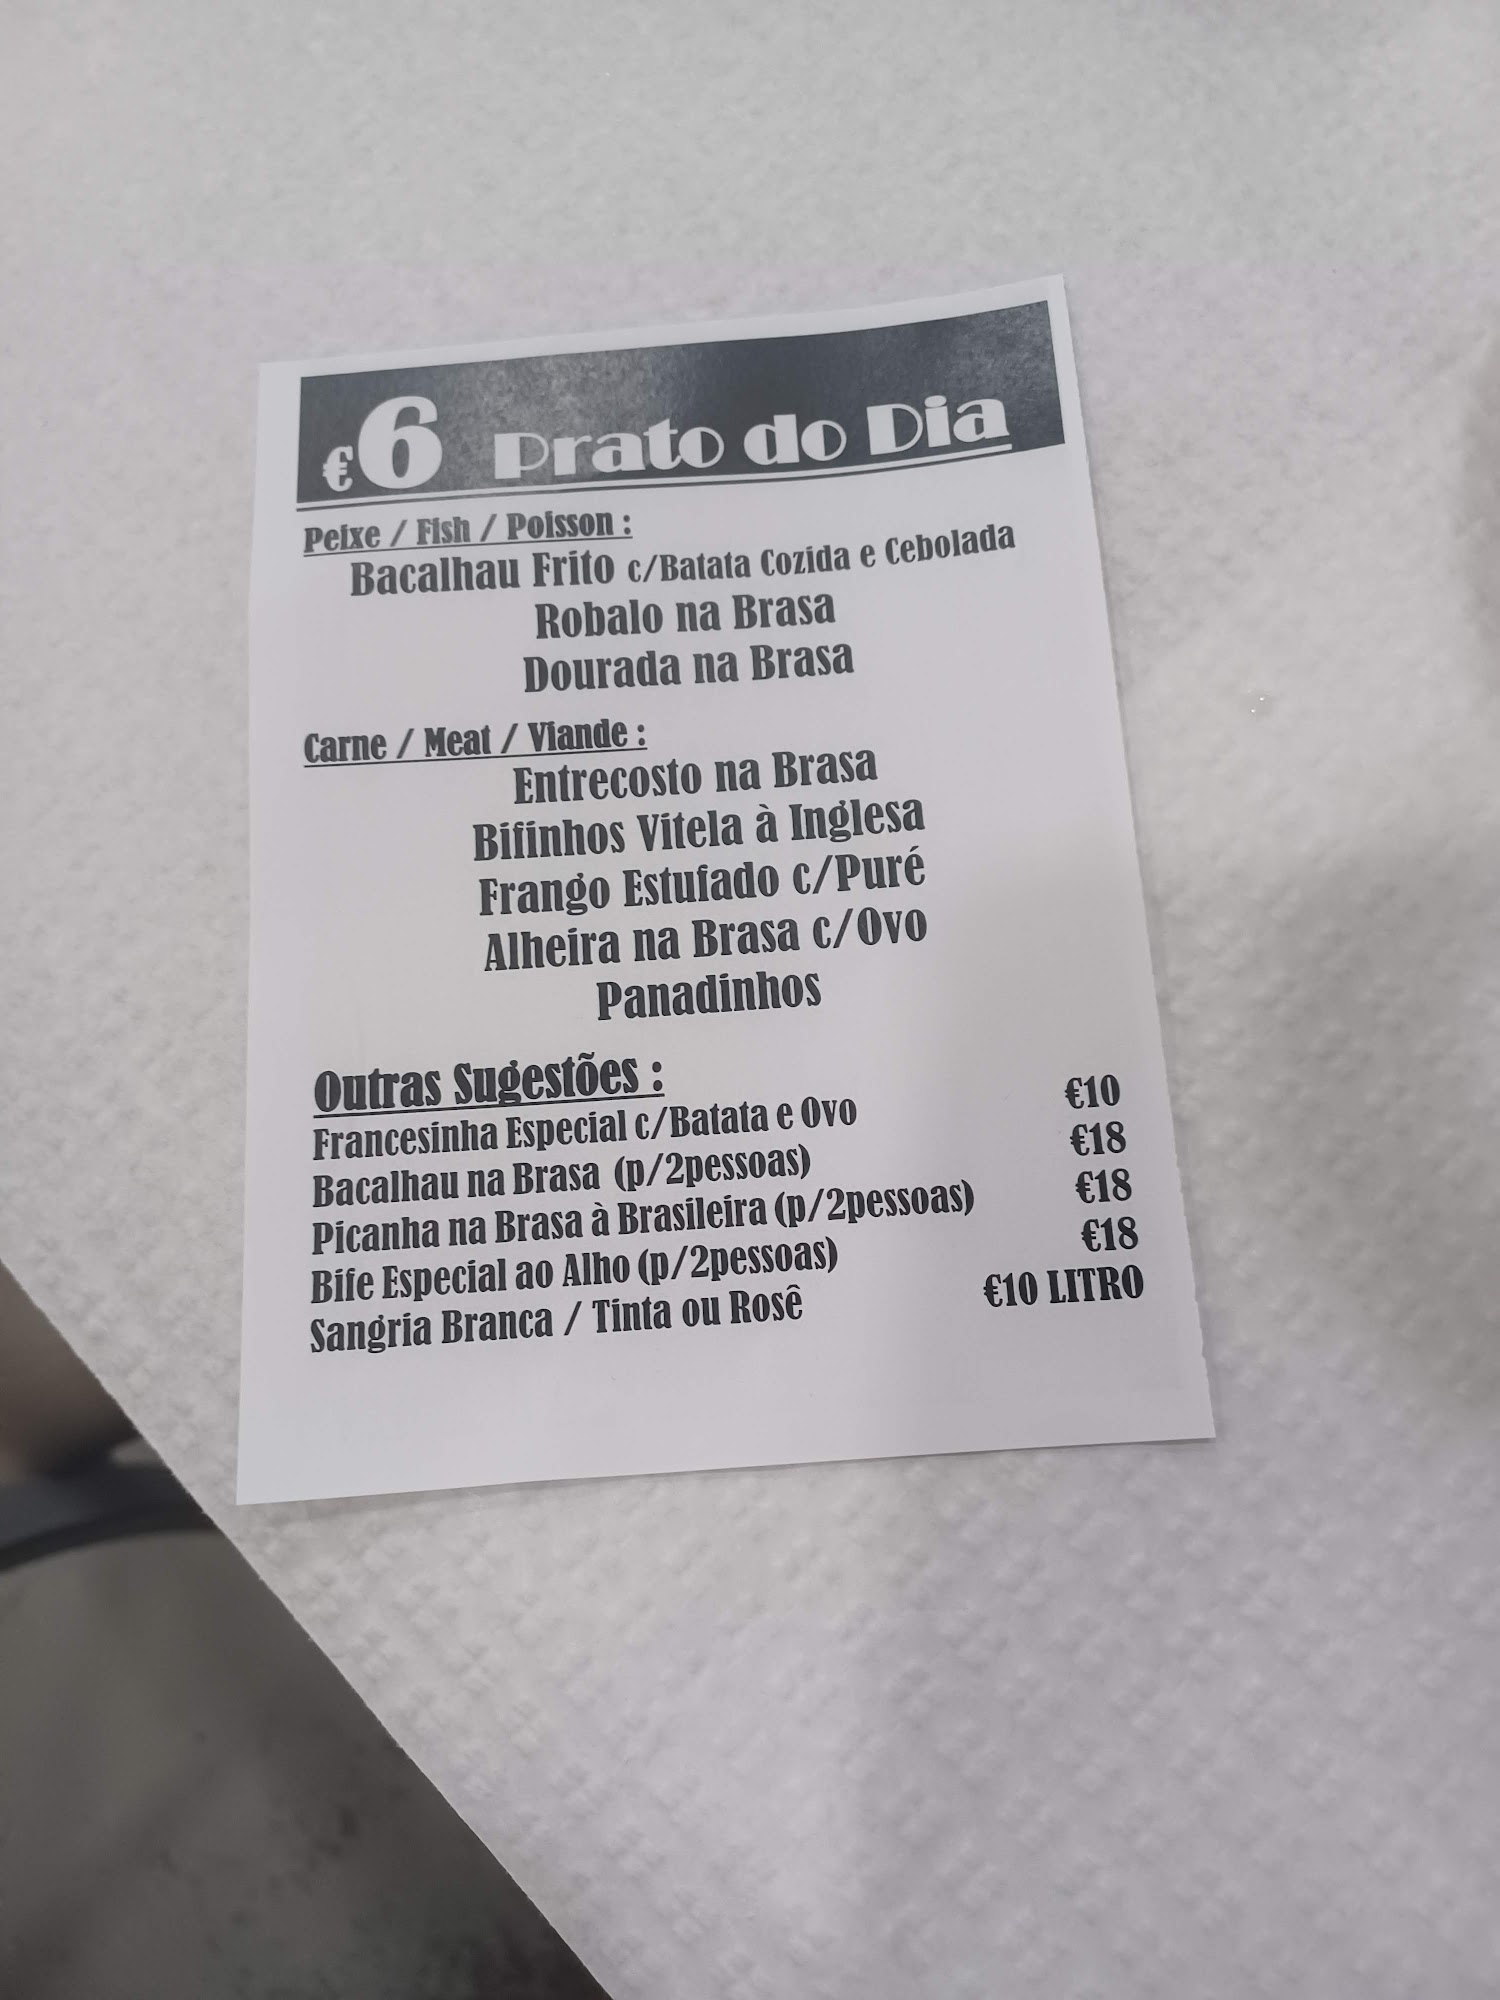 €6 Prato do Dia
Peixe / Fish / Poisson :
Bacalhau Frito c/Batata Cozida e Cebolada
Robalo na Brasa
Dourada na Brasa
Carne / Meat / Viande :
Entrecosto na Brasa
Bifinhos Vitela à Inglesa
Frango Estufado c/Puré
Alheira na Brasa c/Ovo
Panadinhos
Outras Sugestões :
Francesinha Especial c/Batata e Ovo €10
Bacalhau na Brasa (p/2pessoas) €18
Picanha na Brasa à Brasileira (p/2pessoas) €18
Bife Especial ao Alho (p/2pessoas) €18
Sangria Branca / Tinta ou Rosê €10 LITRO